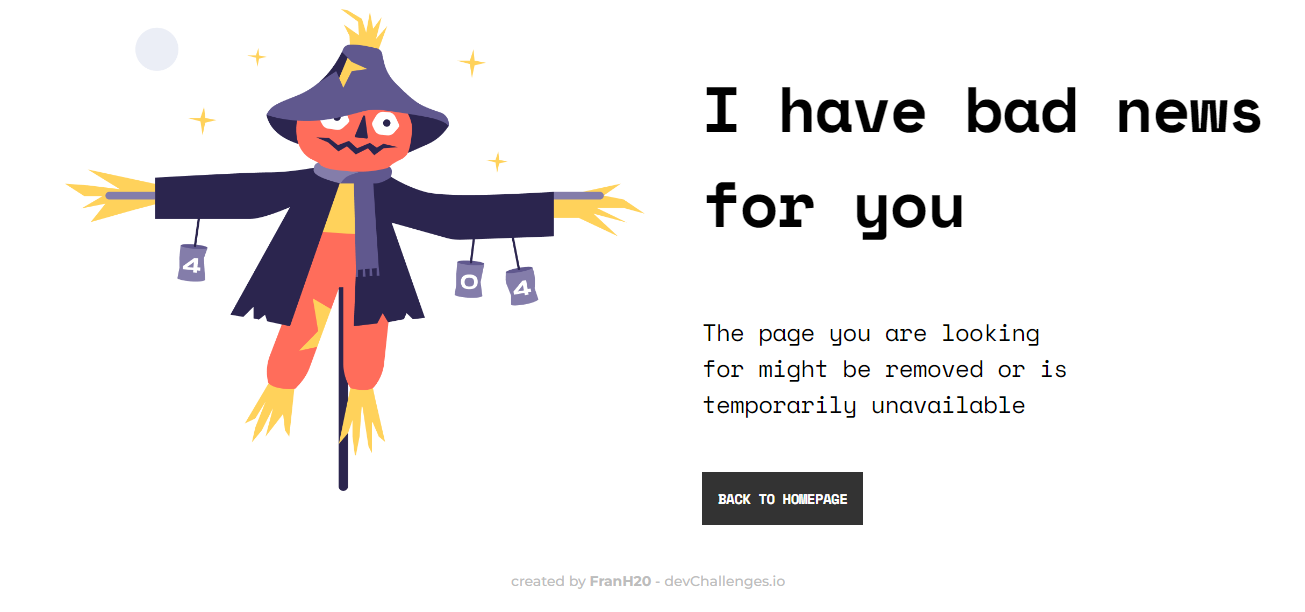 I have bad news
for you
4
0
4
The page you are looking
for might be removed or is
temporarily unavailable
BACK TO HOMEPAGE
created by FranH20 - devChallenges.io